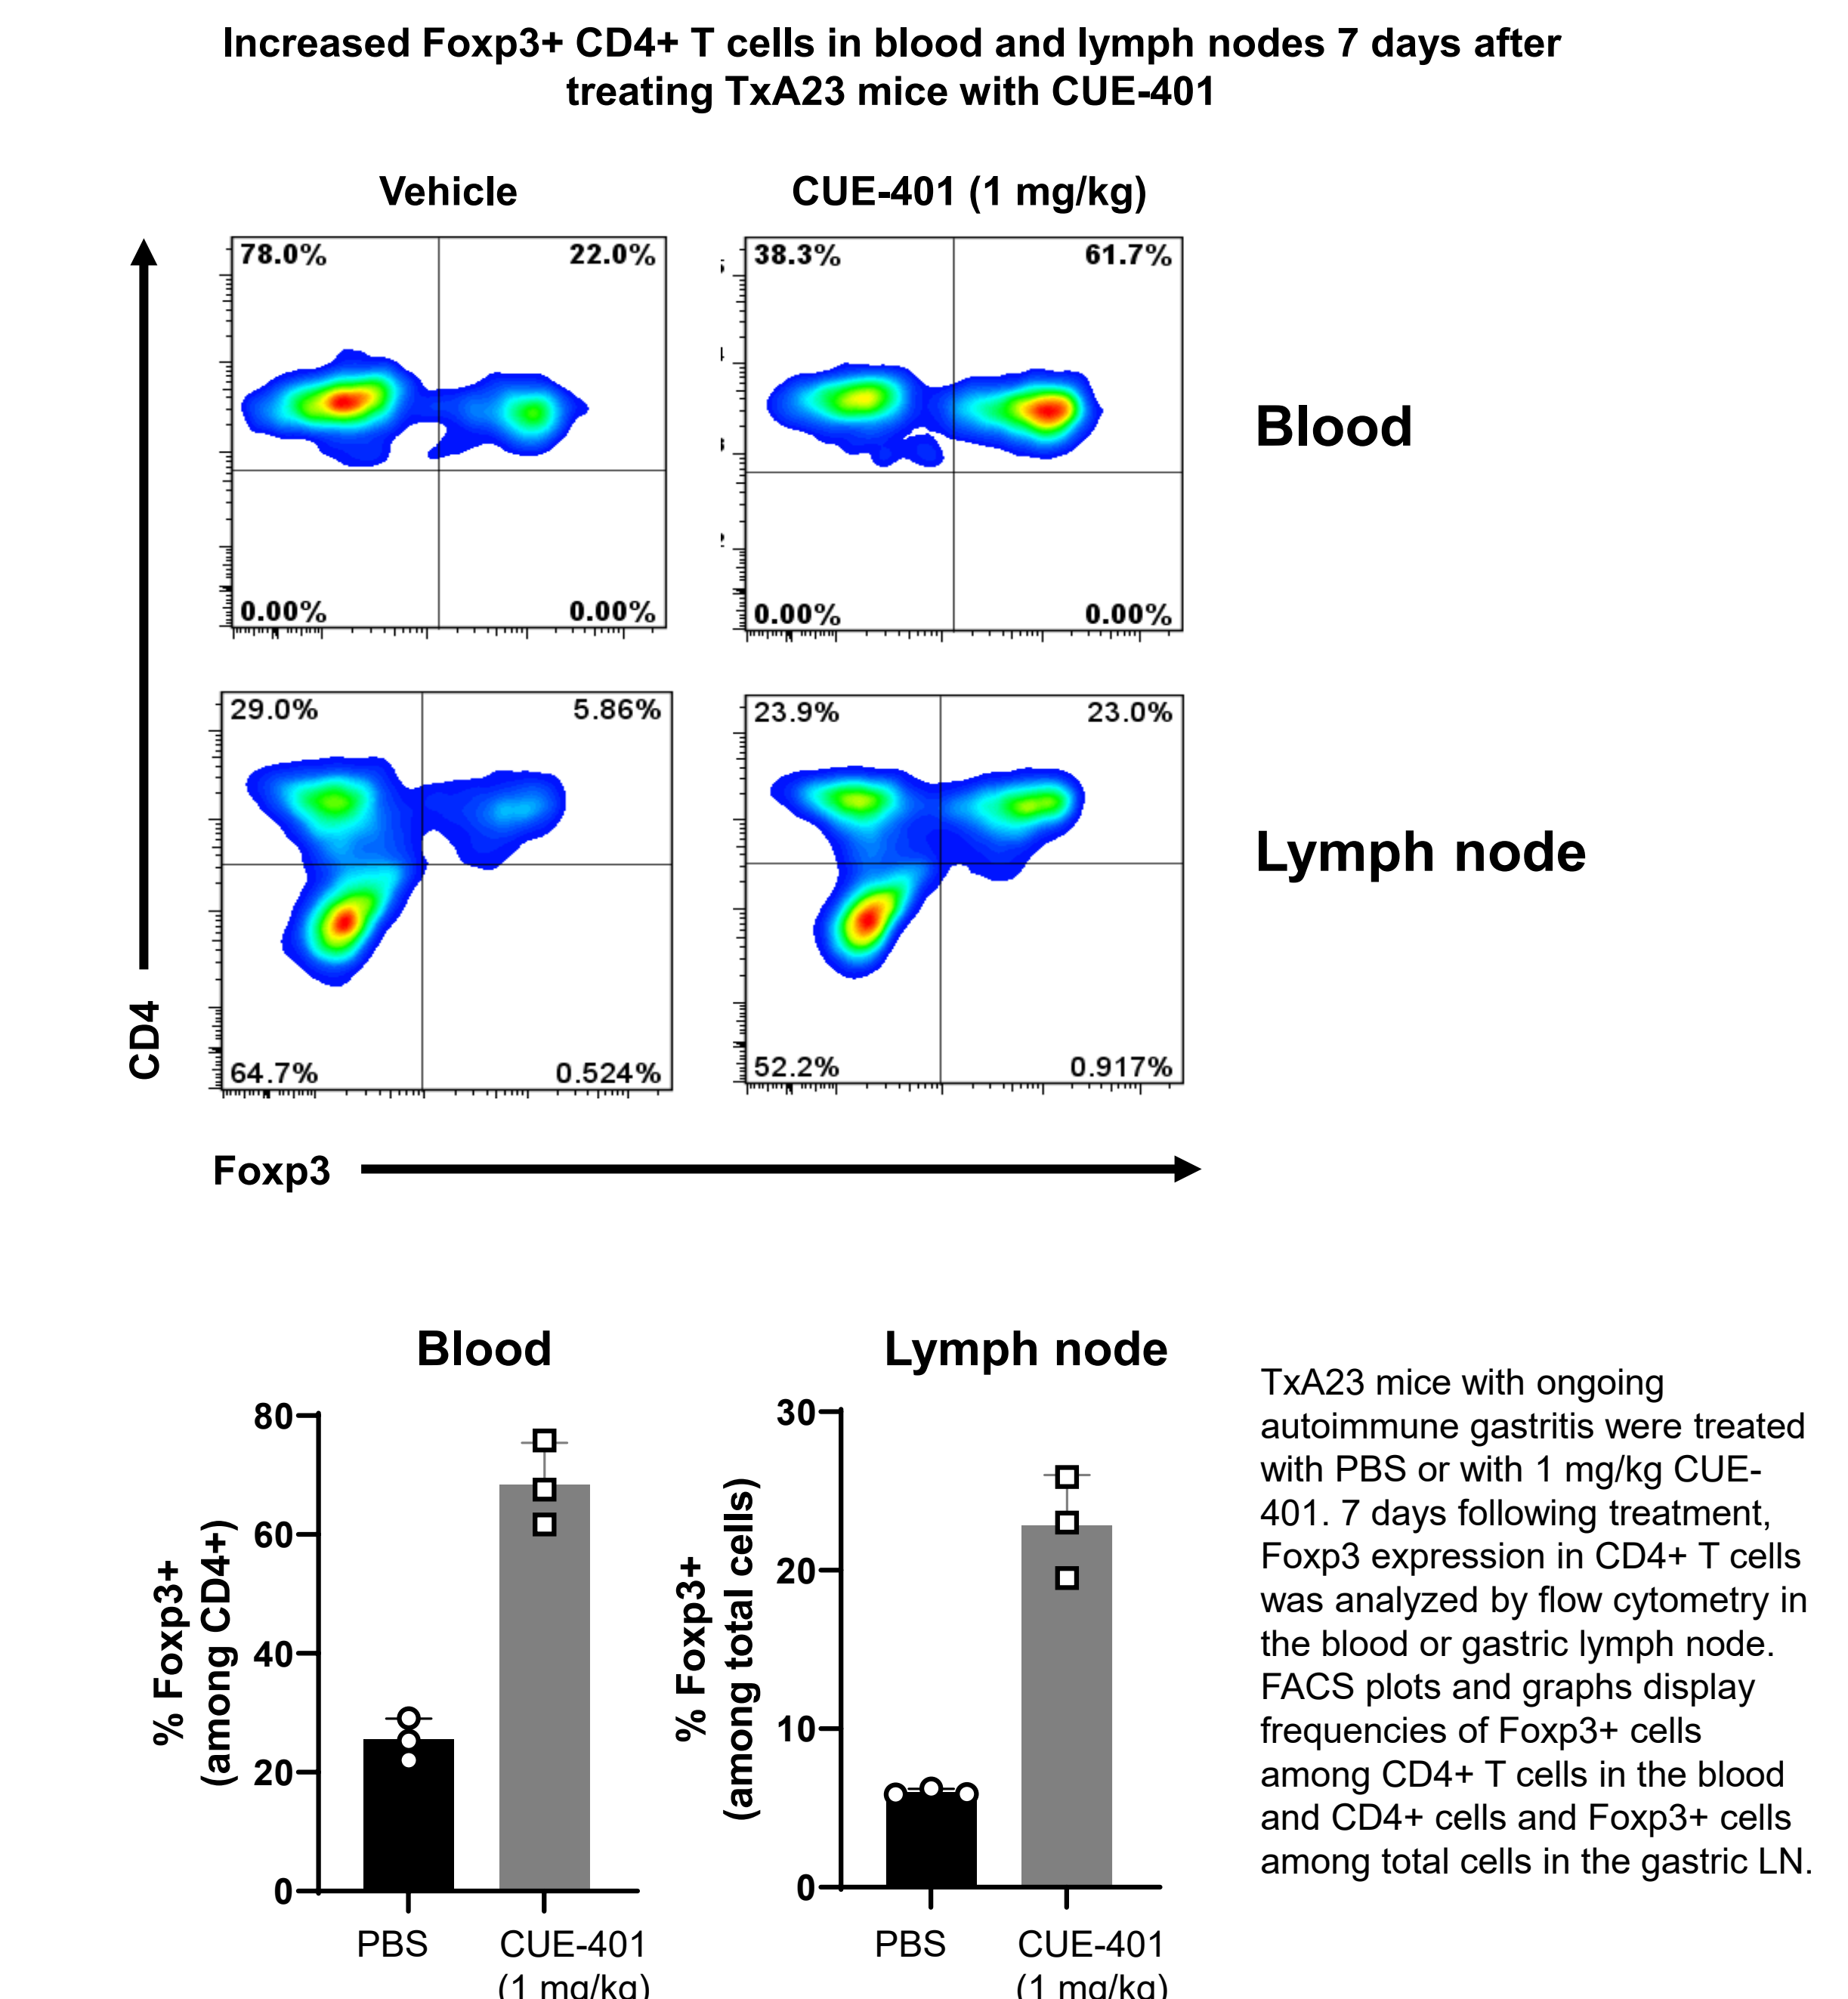 Increased Foxp3+ CD4+ T cells in blood and lymph nodes 7 days after
treating TxA23 mice with CUE-401
Vehicle
CUE-401 (1 mg/kg)
78.0%
22.0%
38.3%
61.7%
0.00%
0.00%
0.00%
0.00%
Blood
29.0%
5.86%
23.9%
23.0%
64.7%
0.524%
52.2%
0.917%
Lymph node
CD4
Foxp3
Blood
% Foxp3+
(among CD4+)
80
60
40
20
0
PBS
CUE-401
(1 mg/kg)
Lymph node
% Foxp3+
(among total cells)
30
20
10
0
PBS
CUE-401
(1 mg/kg)
TxA23 mice with ongoing
autoimmune gastritis were treated
with PBS or with 1 mg/kg CUE-
401. 7 days following treatment,
Foxp3 expression in CD4+ T cells
was analyzed by flow cytometry in
the blood or gastric lymph node.
FACS plots and graphs display
frequencies of Foxp3+ cells
among CD4+ T cells in the blood
and CD4+ cells and Foxp3+ cells
among total cells in the gastric LN.